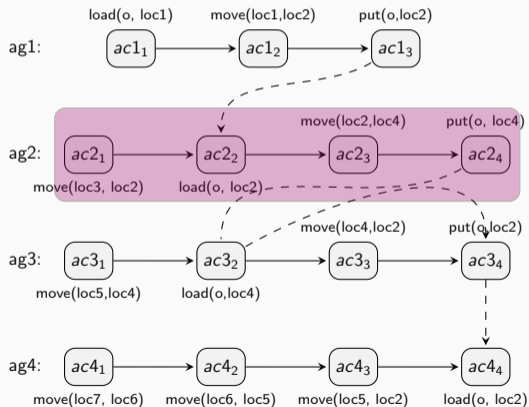 load(o, loc1) move(loc1,loc2) put(o,loc2)
ag1: ac1₁ ac1₂ ac1₃
move(loc2,loc4) put(o, loc4)
ag2: ac2₁ ac2₂ ac2₃ ac2₄
move(loc3, loc2) load(o, loc2)
move(loc4,loc2) put(o,loc2)
ag3: ac3₁ ac3₂ ac3₃ ac3₄
move(loc5,loc4) load(o,loc4)
ag4: ac4₁ ac4₂ ac4₃ ac4₄
move(loc7, loc6) move(loc6, loc5) move(loc5, loc2) load(o, loc2)